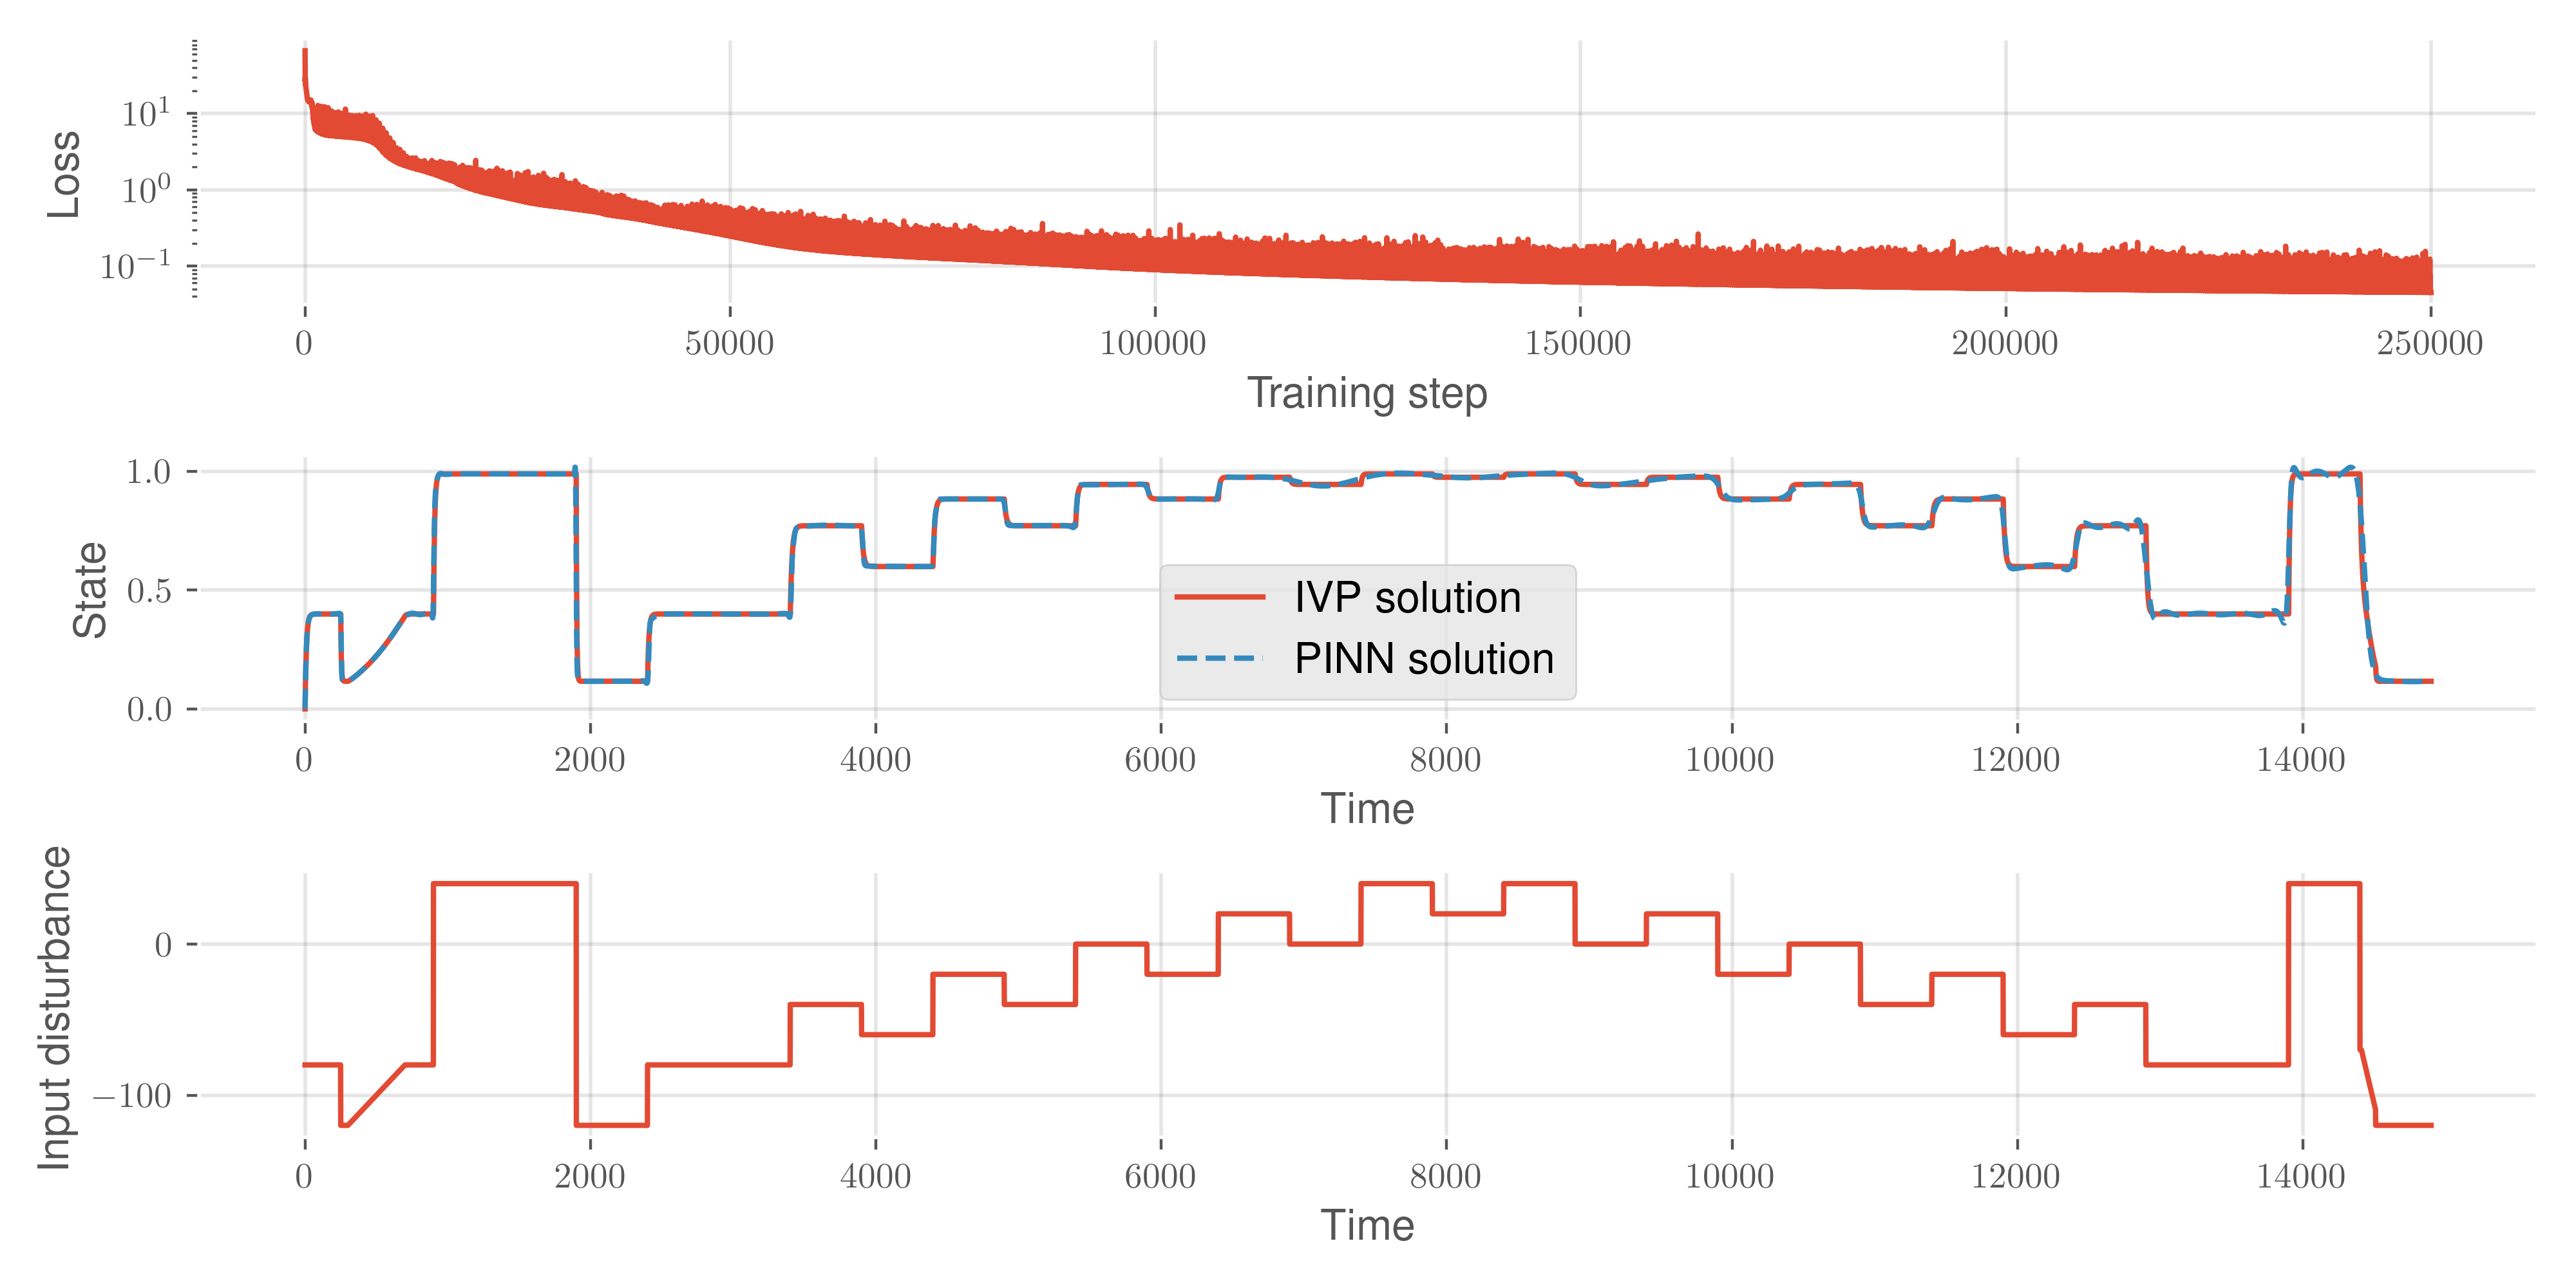 Loss
10^1
10^0
10^−1
0 50000 100000 150000 200000 250000
Training step
State
1.0
0.5
0.0
IVP solution
PINN solution
0 2000 4000 6000 8000 10000 12000 14000
Time
Input disturbance
0
−100
0 2000 4000 6000 8000 10000 12000 14000
Time